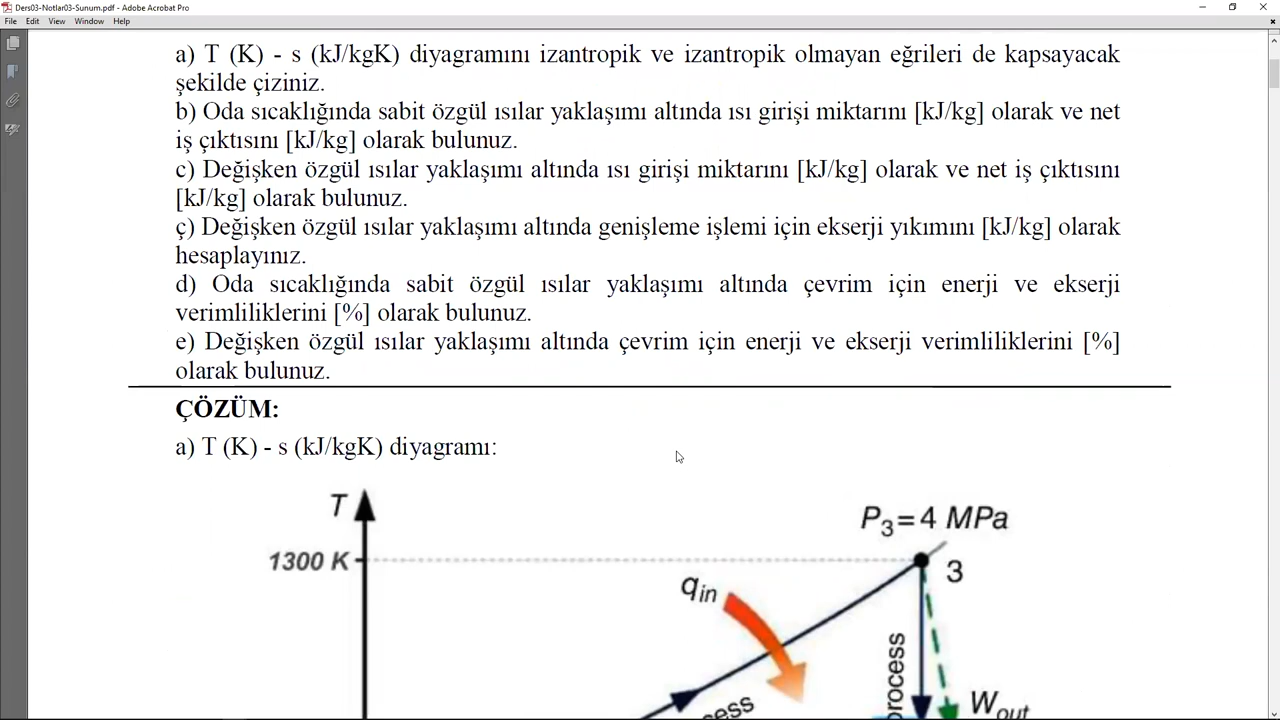 Ders03-Notlar03-Sunum.pdf - Adobe Acrobat Pro
File Edit View Window Help
a) T (K) - s (kJ/kgK) diyagramını izantropik ve izantropik olmayan eğrileri de kapsayacak
şekilde çiziniz.
b) Oda sıcaklığında sabit özgül ısılar yaklaşımı altında ısı girişi miktarını [kJ/kg] olarak ve net
iş çıktısını [kJ/kg] olarak bulunuz.
c) Değişken özgül ısılar yaklaşımı altında ısı girişi miktarını [kJ/kg] olarak ve net iş çıktısını
[kJ/kg] olarak bulunuz.
ç) Değişken özgül ısılar yaklaşımı altında genişleme işlemi için ekserji yıkımını [kJ/kg] olarak
hesaplayınız.
d) Oda sıcaklığında sabit özgül ısılar yaklaşımı altında çevrim için enerji ve ekserji
verimliliklerini [%] olarak bulunuz.
e) Değişken özgül ısılar yaklaşımı altında çevrim için enerji ve ekserji verimliliklerini [%]
olarak bulunuz.
ÇÖZÜM:
a) T (K) - s (kJ/kgK) diyagramı:
T
P3=4 MPa
1300 K
3
qin
Wout